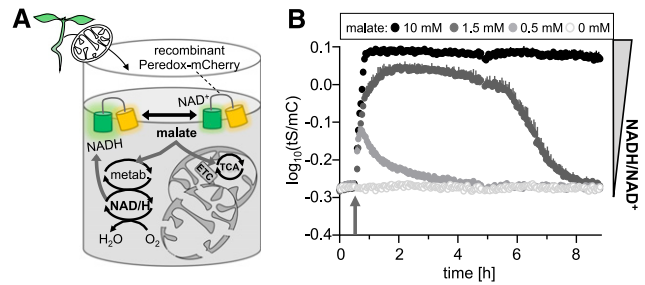 A
recombinant
Peredox-mCherry
NAD⁺
NADH
malate
metab.
ETC
TCA
NAD/H
H₂O
O₂
B
malate: 10 mM 1.5 mM 0.5 mM 0 mM
0.1
0.0
-0.1
-0.2
-0.3
-0.4
log₁₀(tS/mC)
0
2
4
6
8
time [h]
NADH/NAD⁺